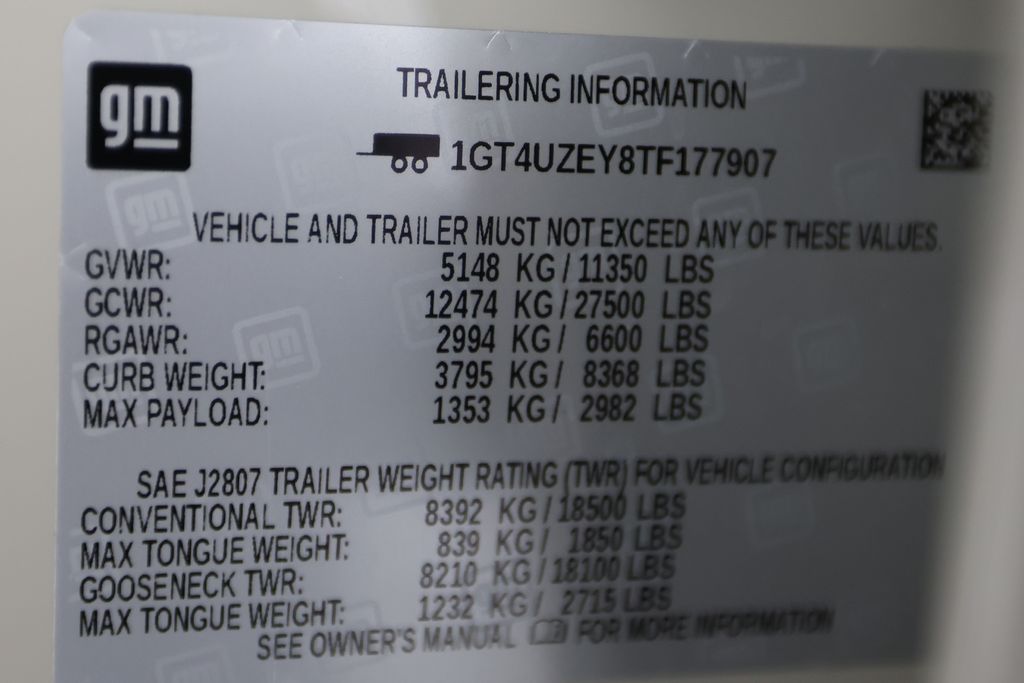 gm
TRAILERING INFORMATION
1GT4UZEY8TF177907
VEHICLE AND TRAILER MUST NOT EXCEED ANY OF THESE VALUES.
GVWR: 5148 KG/11350 LBS
GCWR: 12474 KG/27500 LBS
RGAWR: 2994 KG/ 6600 LBS
CURB WEIGHT: 3795 KG/ 8368 LBS
MAX PAYLOAD: 1353 KG/ 2982 LBS
SAE J2807 TRAILER WEIGHT RATING (TWR) FOR VEHICLE CONFIGURATION
CONVENTIONAL TWR: 8392 KG/18500 LBS
MAX TONGUE WEIGHT: 839 KG/ 1850 LBS
GOOSENECK TWR: 8210 KG/18100 LBS
MAX TONGUE WEIGHT: 1232 KG/ 2715 LBS
SEE OWNER'S MANUAL FOR MORE INFORMATION